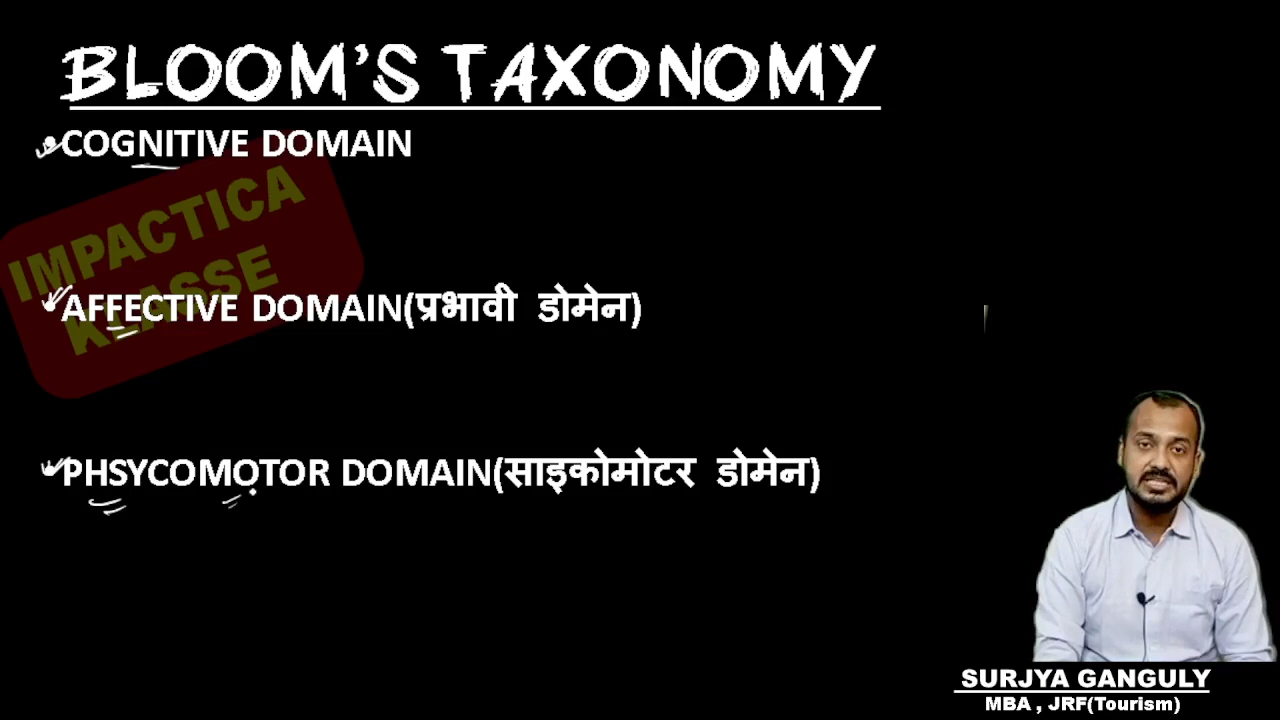 BLOOM'S TAXONOMY
COGNITIVE DOMAIN
IMPACTICA
KLASSE
AFFECTIVE DOMAIN(प्रभावी डोमेन)
PHSYCOMOTOR DOMAIN(साइकोमोटर डोमेन)
SURJYA GANGULY
MBA , JRF(Tourism)